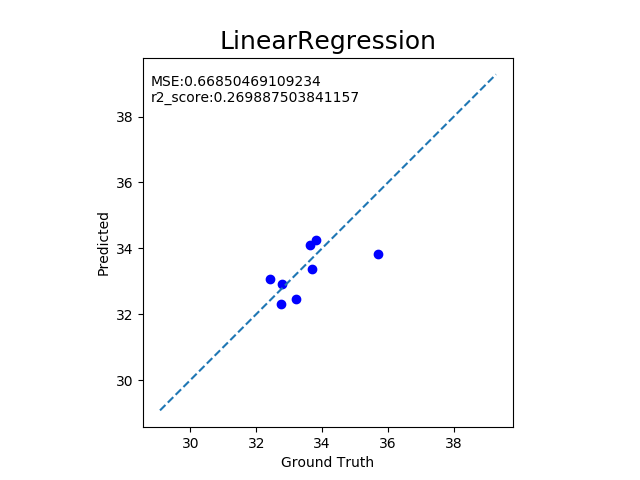 LinearRegression
MSE:0.66850469109234
r2_score:0.269887503841157
38
36
34
32
30
Predicted
30 32 34 36 38
Ground Truth